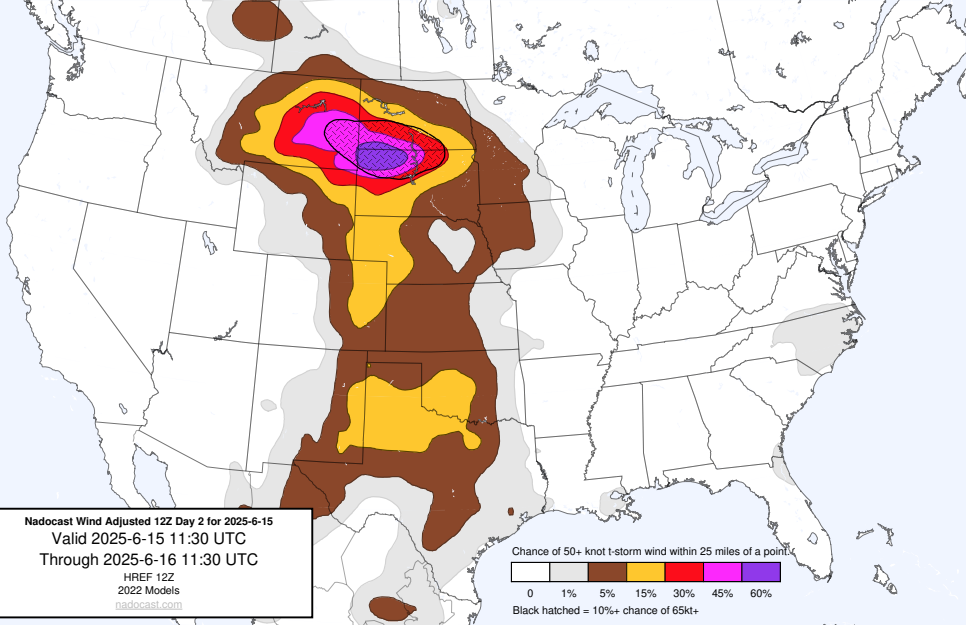 Nadocast Wind Adjusted 12Z Day 2 for 2025-6-15
Valid 2025-6-15 11:30 UTC
Through 2025-6-16 11:30 UTC
HREF 12Z
2022 Models
nadocast.com
Chance of 50+ knot t-storm wind within 25 miles of a point.
0 1% 5% 15% 30% 45% 60%
Black hatched = 10%+ chance of 65kt+